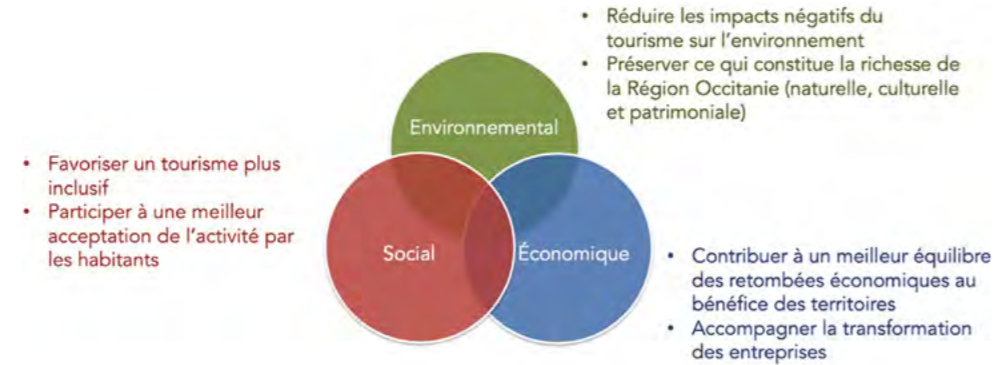 • Réduire les impacts négatifs du
tourisme sur l'environnement
• Préserver ce qui constitue la richesse de
la Région Occitanie (naturelle, culturelle
et patrimoniale)
Environnemental
• Favoriser un tourisme plus
inclusif
• Participer à une meilleur
acceptation de l'activité par
les habitants
Social
Économique
• Contribuer à un meilleur équilibre
des retombées économiques au
bénéfice des territoires
• Accompagner la transformation
des entreprises